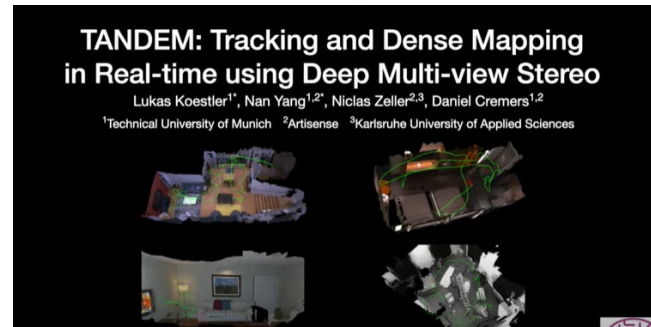 TANDEM: Tracking and Dense Mapping
in Real-time using Deep Multi-view Stereo
Lukas Koestler¹*, Nan Yang¹,²*, Niclas Zeller²,³, Daniel Cremers¹,²
¹Technical University of Munich ²Artisense ³Karlsruhe University of Applied Sciences